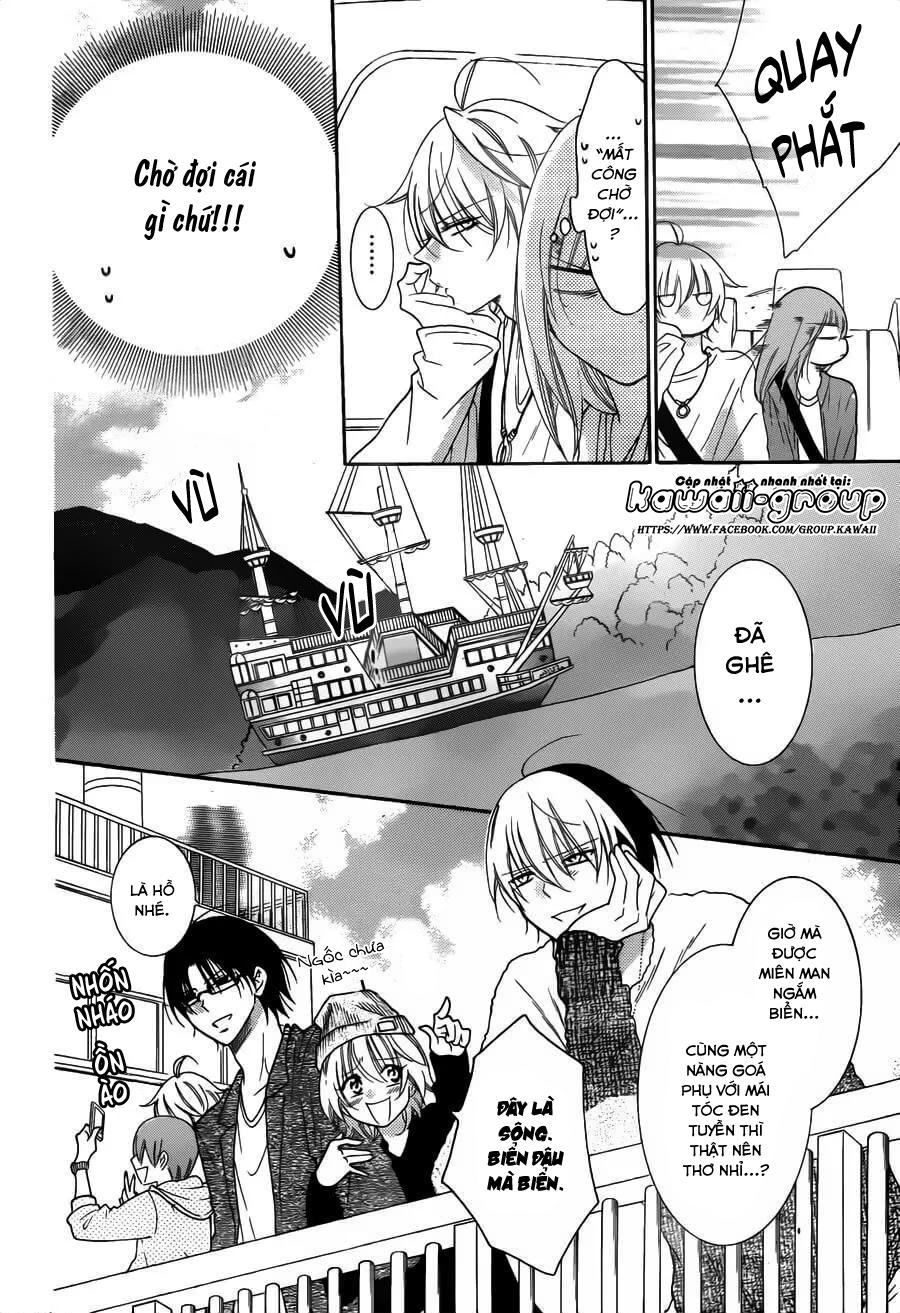 QUAY
PHẮT
...
"MẤT
CÔNG
CHỜ
ĐỢI"...
?
.......
Chờ đợi cái
gì chứ!!!
Cập nhật nhanh nhất tại:
kawaii-group
HTTPS://WWW.FACEBOOK.COM/GROUP.KAWAII
VÙ
VÙ
ĐÃ
GHÊ
...
GIỜ MÀ
ĐƯỢC
MIÊN MAN
NGẮM
BIỂN...
CÙNG MỘT
NÀNG GOÁ
PHỤ VỚI MÁI
TÓC ĐEN
TUYỀN THÌ
THẬT NÊN
THƠ NHỈ...?
ĐÂY LÀ
SÔNG.
BIỂN ĐÂU
MÀ BIỂN.
NGỐC CHƯA
KÌA~~~
LÀ HỒ
NHÉ.
NHỐN
NHÁO
ỒN
ÀO